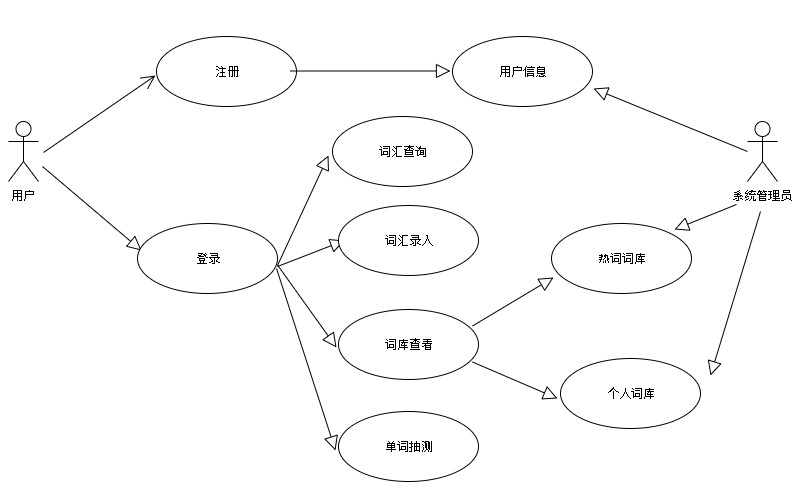 注册
用户信息
用户
词汇查询
系统管理员
词汇录入
登录
热词词库
词库查看
个人词库
单词抽测